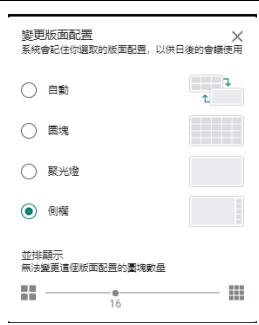 變更版面配置
系統會記住你選取的版面配置，以供日後的會議使用
自動
圖塊
聚光燈
側欄
並排顯示
無法變更這個版面配置的圖塊數量
16